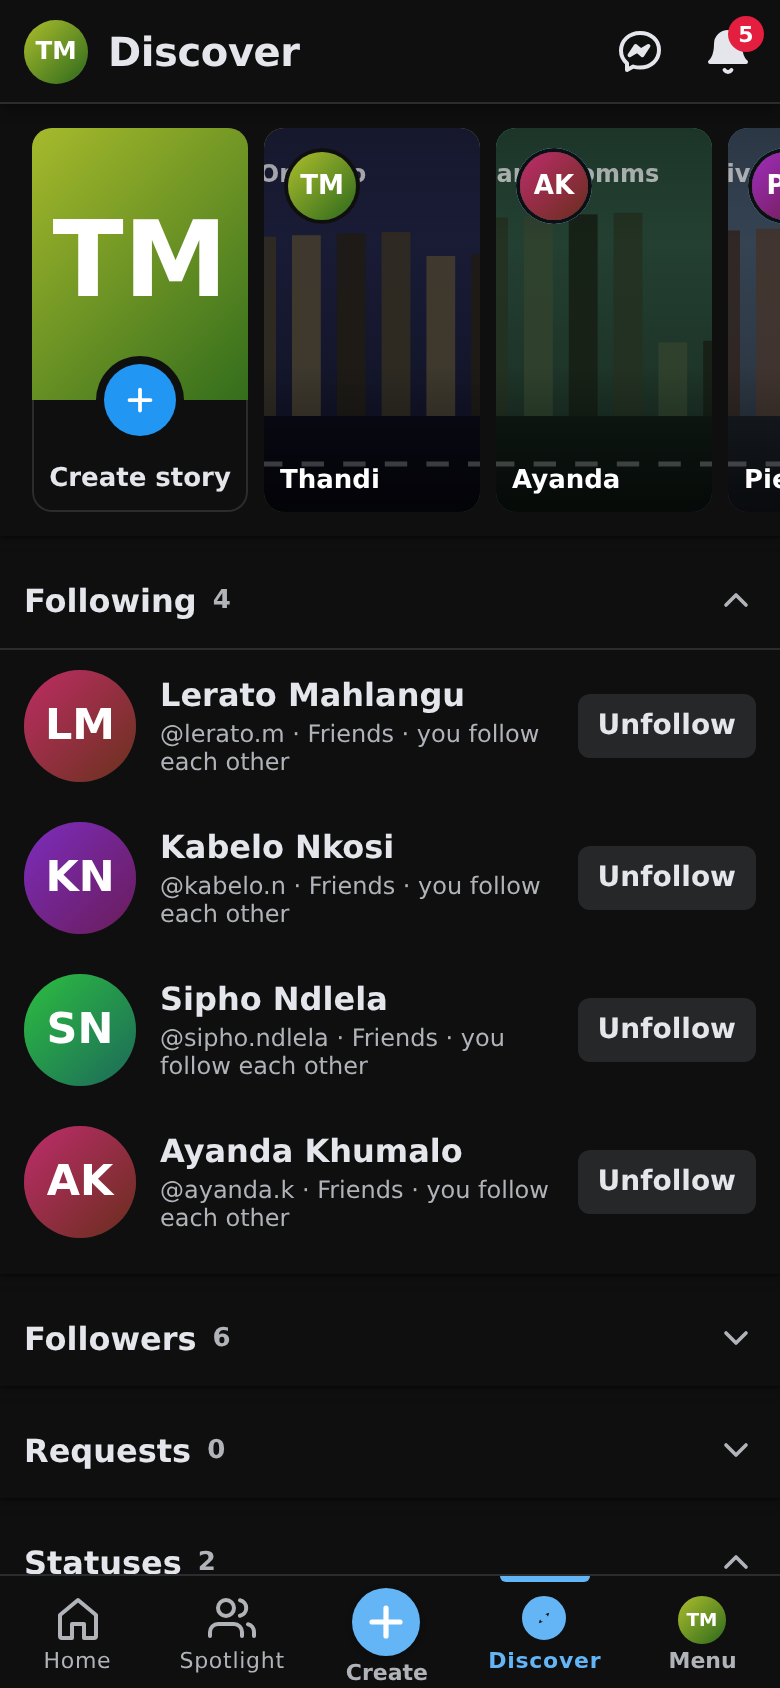 TM Discover 5
TM
TM
AK
Create story
Thandi
Ayanda
Following 4
LM
Lerato Mahlangu
@lerato.m · Friends · you follow
each other
Unfollow
KN
Kabelo Nkosi
@kabelo.n · Friends · you follow
each other
Unfollow
SN
Sipho Ndlela
@sipho.ndlela · Friends · you
follow each other
Unfollow
AK
Ayanda Khumalo
@ayanda.k · Friends · you follow
each other
Unfollow
Followers 6
Requests 0
Statuses 2
TM
Home
Spotlight
Create
Discover
Menu